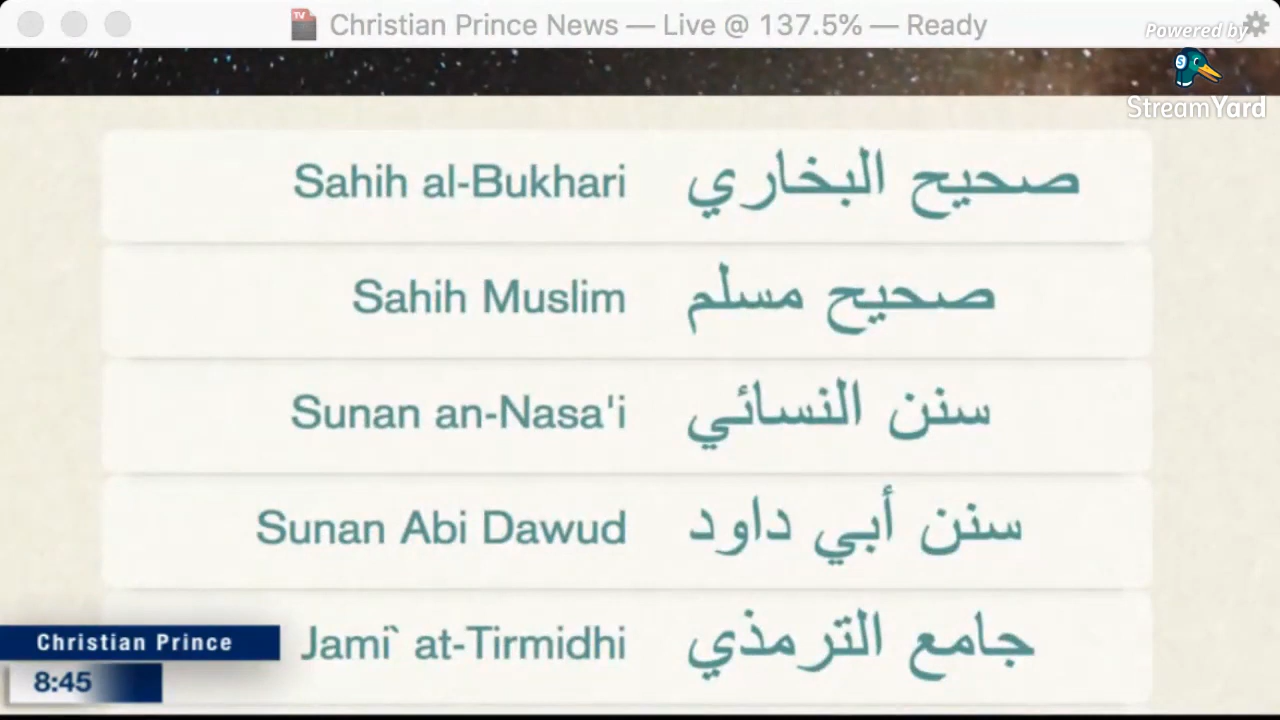 Christian Prince News — Live @ 137.5% — Ready
Powered by
StreamYard
Sahih al-Bukhari صحيح البخاري
Sahih Muslim صحيح مسلم
Sunan an-Nasa'i سنن النسائي
Sunan Abi Dawud سنن أبي داود
Jami` at-Tirmidhi جامع الترمذي
Christian Prince
8:45